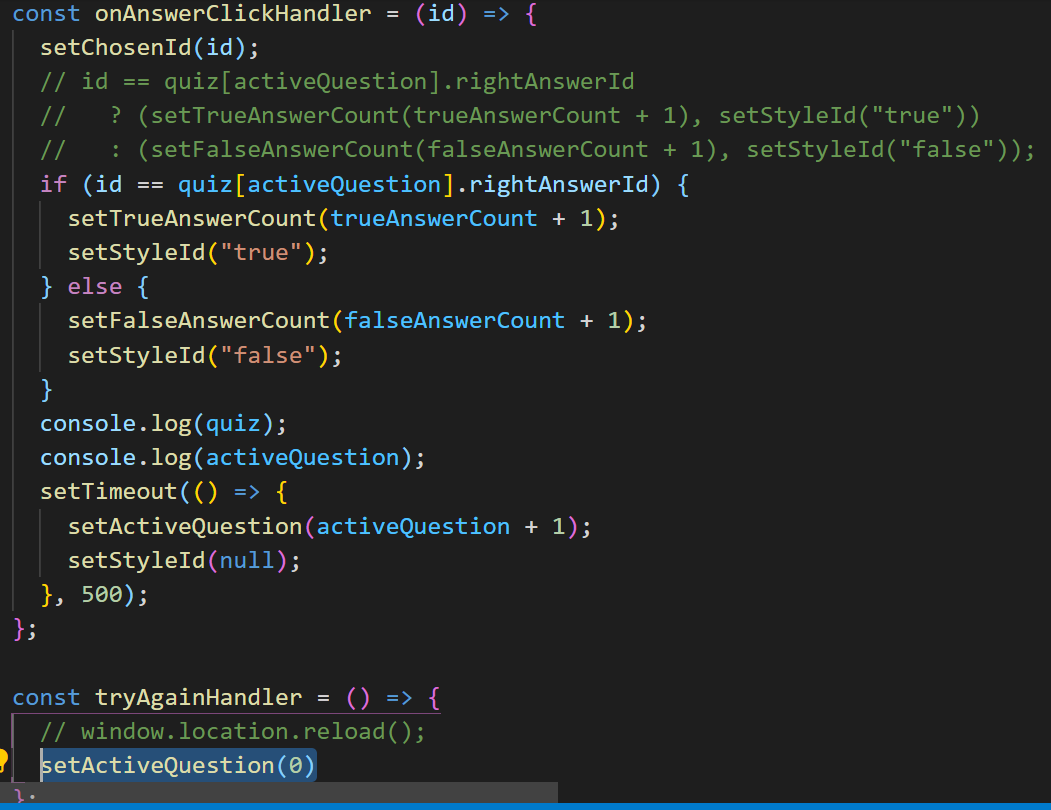 const onAnswerClickHandler = (id) => {
  setChosenId(id);
  // id == quiz[activeQuestion].rightAnswerId
  //   ? (setTrueAnswerCount(trueAnswerCount + 1), setStyleId("true"))
  //   : (setFalseAnswerCount(falseAnswerCount + 1), setStyleId("false"));
  if (id == quiz[activeQuestion].rightAnswerId) {
    setTrueAnswerCount(trueAnswerCount + 1);
    setStyleId("true");
  } else {
    setFalseAnswerCount(falseAnswerCount + 1);
    setStyleId("false");
  }
  console.log(quiz);
  console.log(activeQuestion);
  setTimeout(() => {
    setActiveQuestion(activeQuestion + 1);
    setStyleId(null);
  }, 500);
};

const tryAgainHandler = () => {
  // window.location.reload();
  setActiveQuestion(0)
};